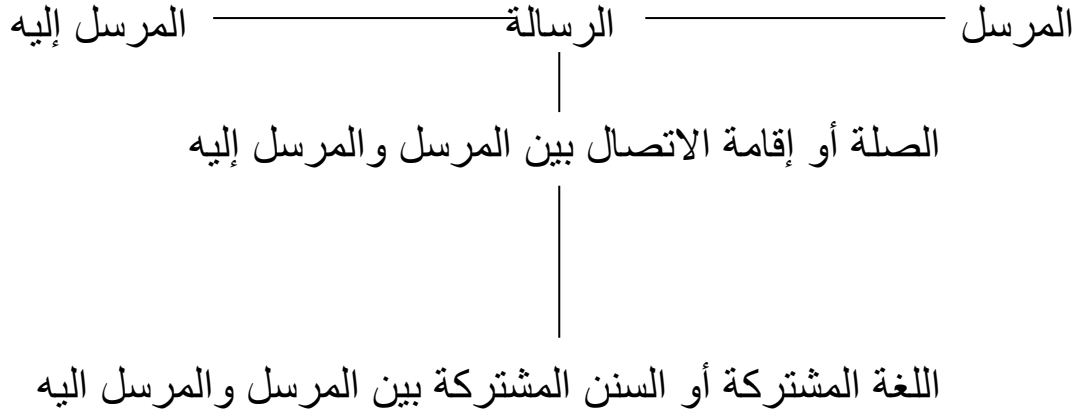 المرسل الرسالة المرسل إليه
الصلة أو إقامة الاتصال بين المرسل والمرسل إليه
اللغة المشتركة أو السنن المشتركة بين المرسل والمرسل اليه